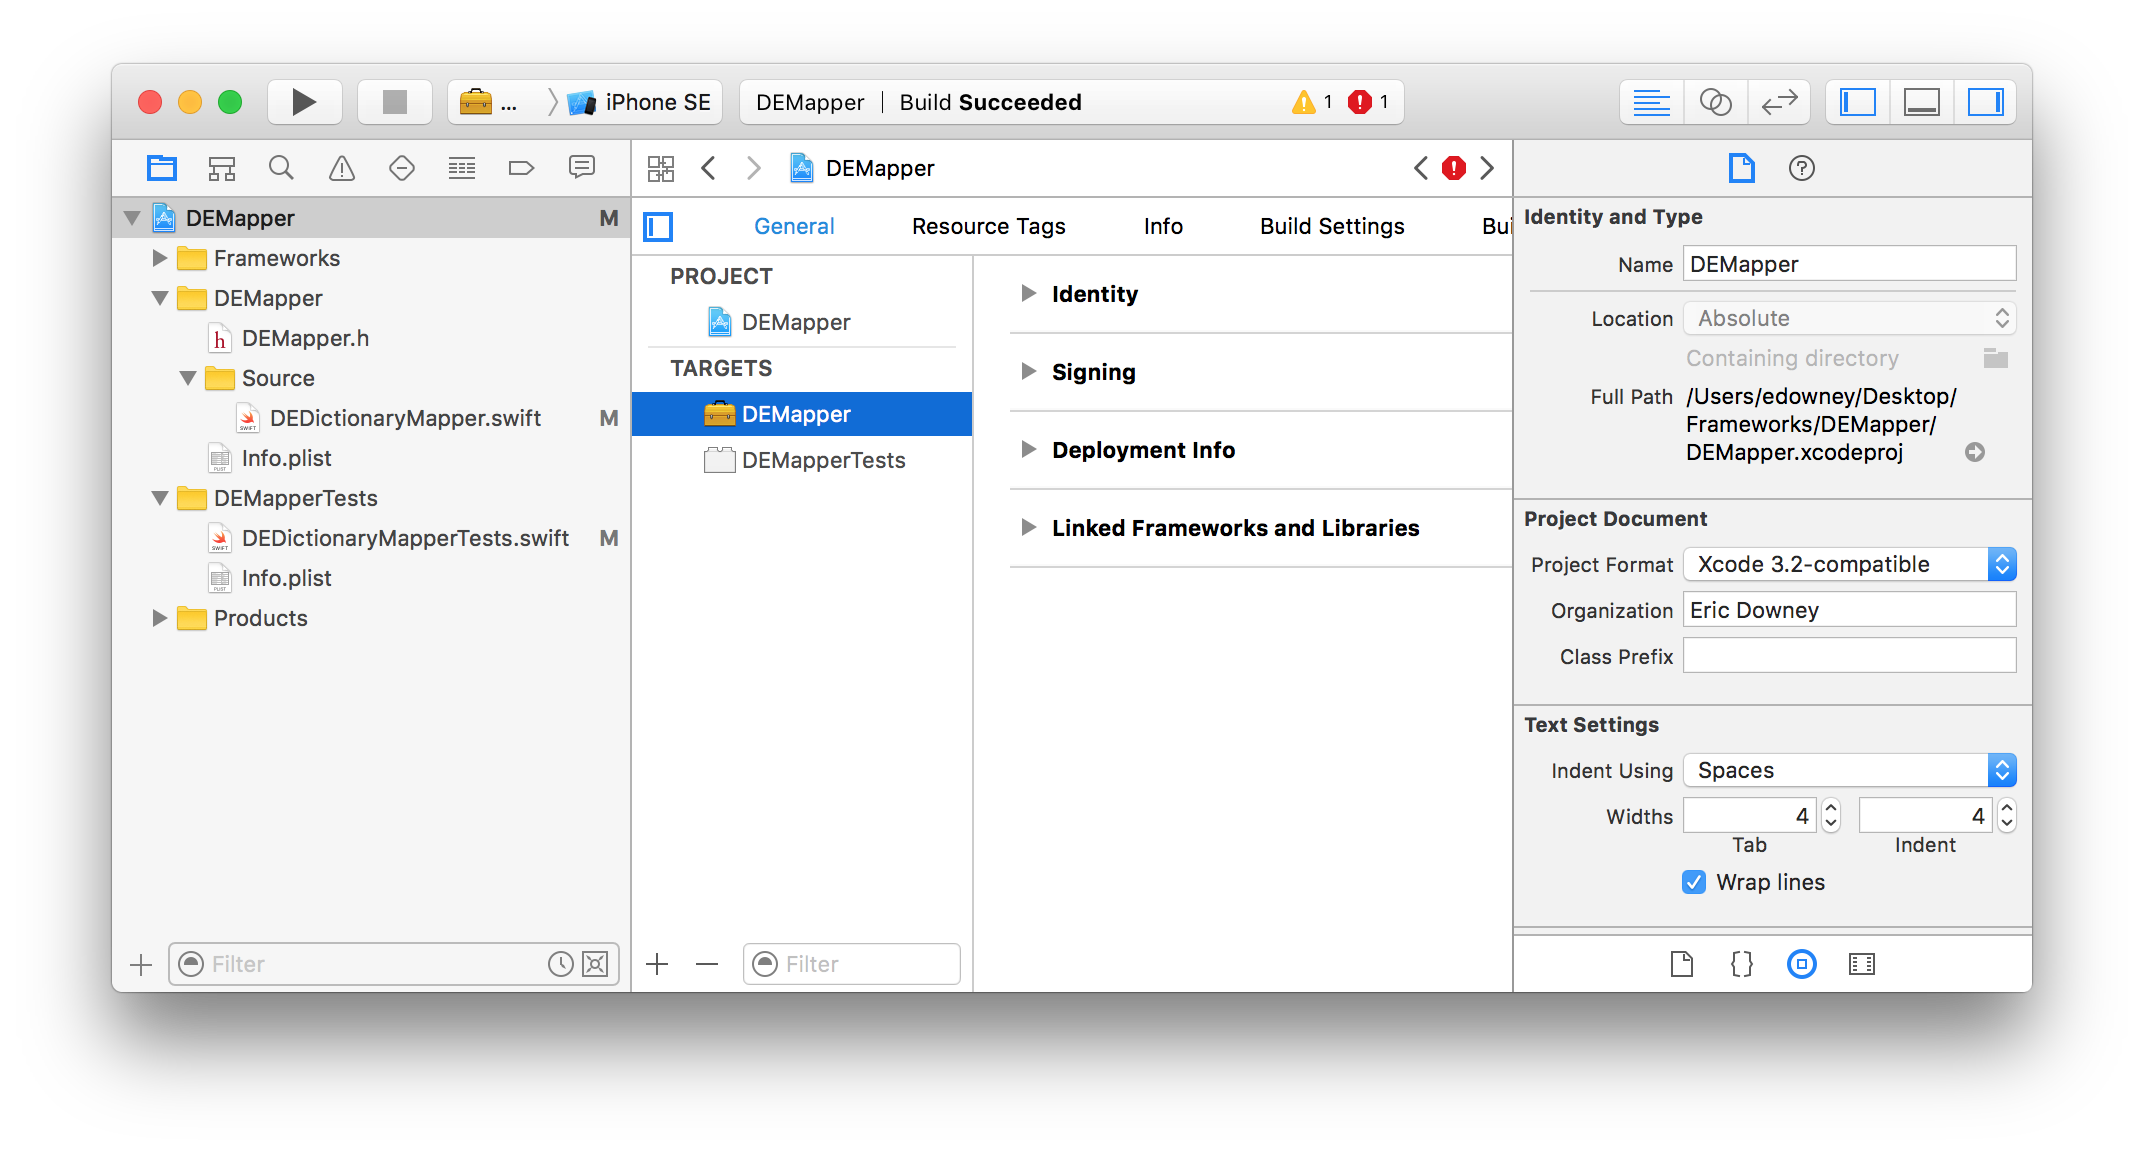 ... iPhone SE DEMapper Build Succeeded 1 1
DEMapper M
Frameworks
DEMapper
h DEMapper.h
Source
SWIFT DEDictionaryMapper.swift M
PLIST Info.plist
DEMapperTests
SWIFT DEDictionaryMapperTests.swift M
PLIST Info.plist
Products
Filter
DEMapper
General Resource Tags Info Build Settings Bui
PROJECT
DEMapper
TARGETS
DEMapper
DEMapperTests
Filter
Identity
Signing
Deployment Info
Linked Frameworks and Libraries
Identity and Type
Name DEMapper
Location Absolute
Containing directory
Full Path /Users/edowney/Desktop/
Frameworks/DEMapper/
DEMapper.xcodeproj
Project Document
Project Format Xcode 3.2-compatible
Organization Eric Downey
Class Prefix
Text Settings
Indent Using Spaces
Widths 4 4
Tab Indent
Wrap lines